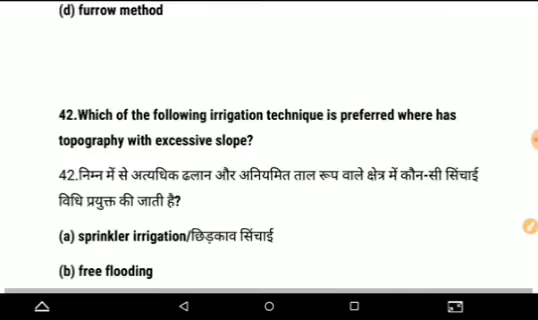 (d) furrow method
42.Which of the following irrigation technique is preferred where has
topography with excessive slope?
42.निम्न में से अत्यधिक ढलान और अनियमित ताल रूप वाले क्षेत्र में कौन-सी सिंचाई
विधि प्रयुक्त की जाती है?
(a) sprinkler irrigation/छिड़काव सिंचाई
(b) free flooding